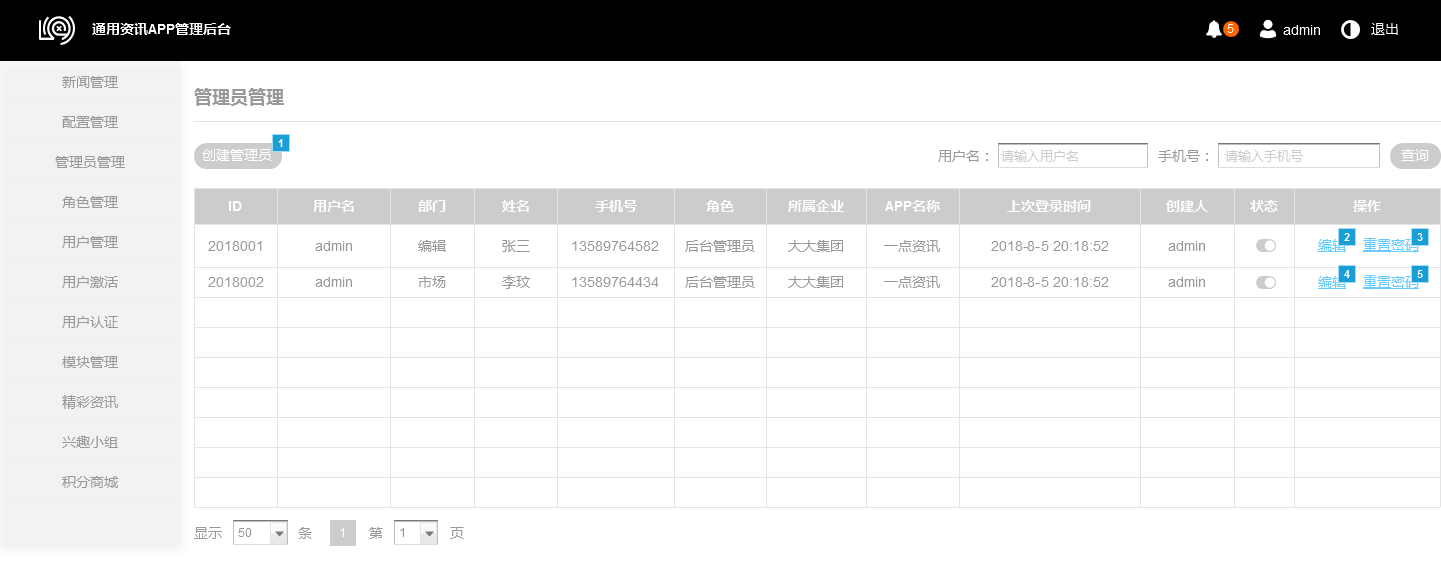 通用资讯APP管理后台 5 admin 退出
新闻管理
配置管理
管理员管理
角色管理
用户管理
用户激活
用户认证
模块管理
精彩资讯
兴趣小组
积分商城
管理员管理
创建管理员 1 用户名： 请输入用户名 手机号： 请输入手机号 查询
ID 用户名 部门 姓名 手机号 角色 所属企业 APP名称 上次登录时间 创建人 状态 操作
2018001 admin 编辑 张三 13589764582 后台管理员 大大集团 一点资讯 2018-8-5 20:18:52 admin 编辑 2 重置密码 3
2018002 admin 市场 李玟 13589764434 后台管理员 大大集团 一点资讯 2018-8-5 20:18:52 admin 编辑 4 重置密码 5
显示 50 条 1 第 1 页